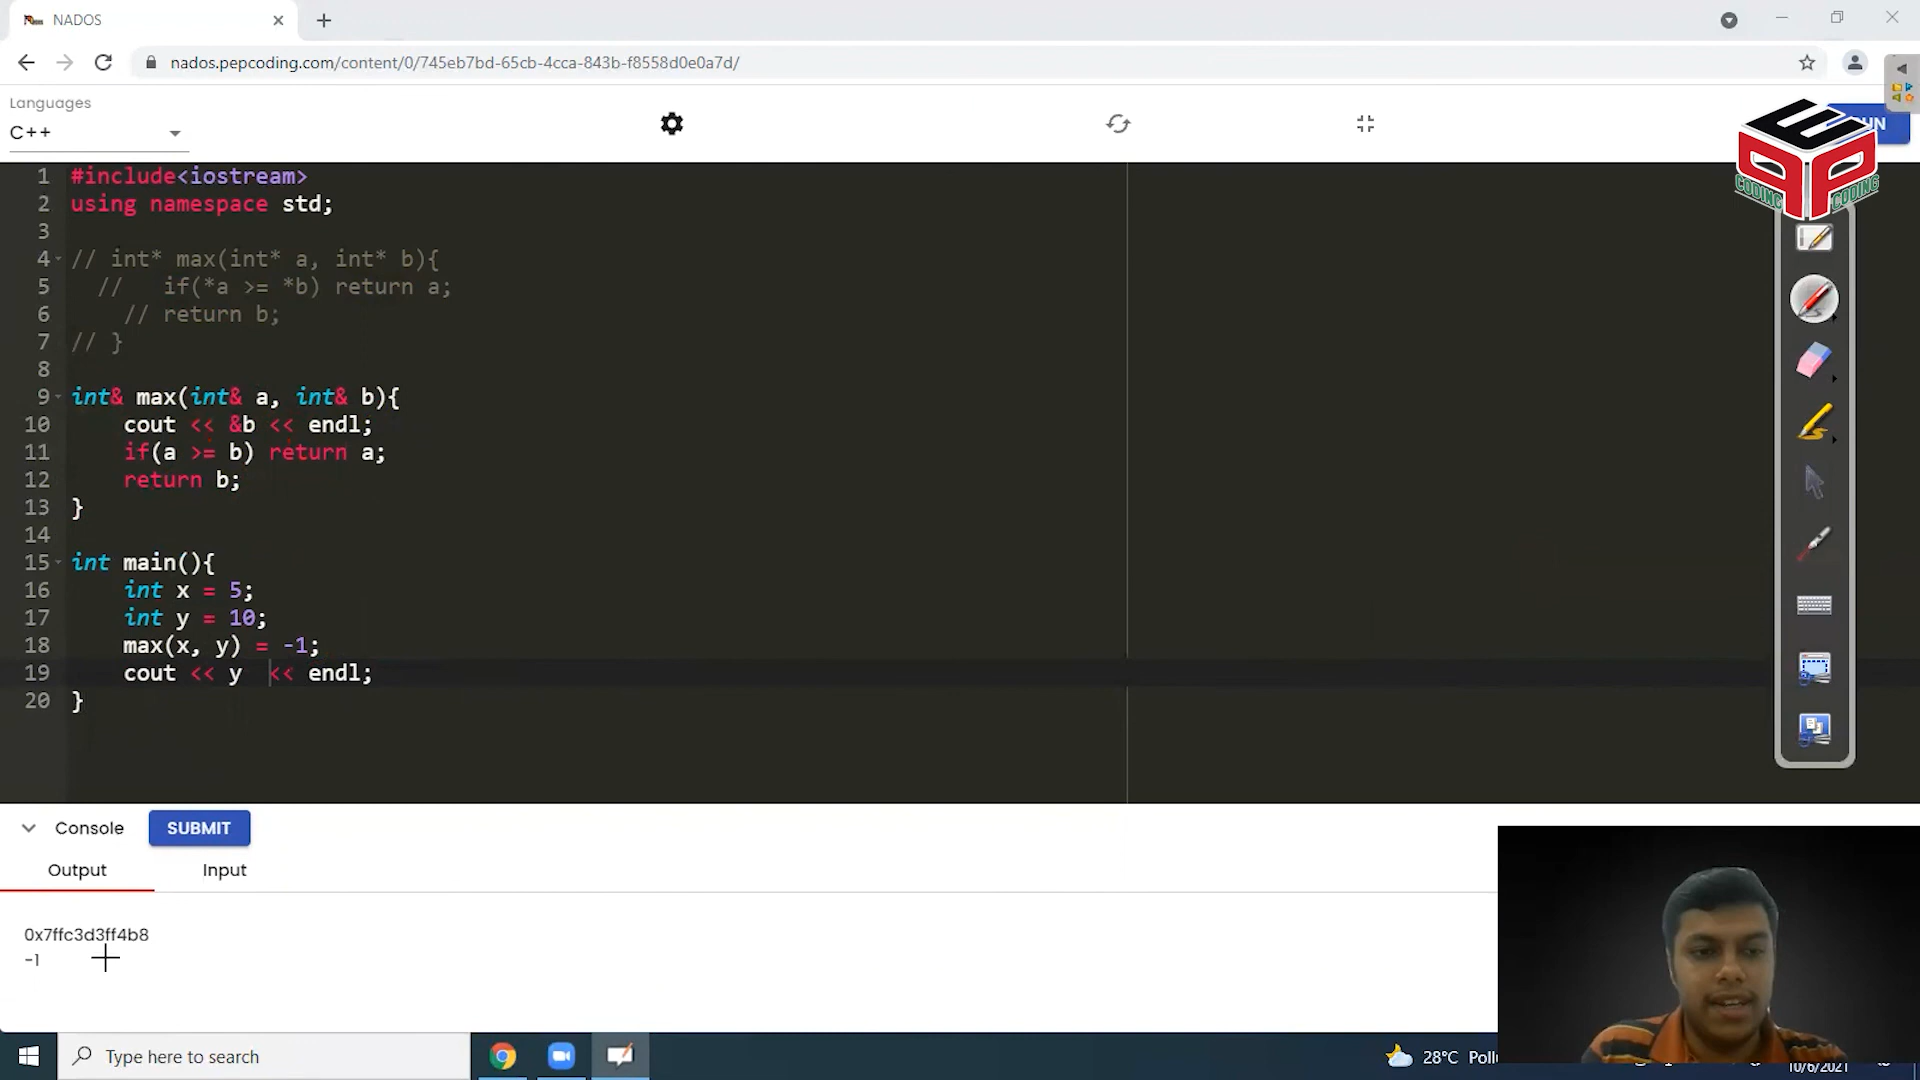 NADOS
nados.pepcoding.com/content/0/745eb7bd-65cb-4cca-843b-f8558d0e0a7d/
Languages
C++
CODING
CODING
1 #include<iostream>
2 using namespace std;
3
4 // int* max(int* a, int* b){
5 //   if(*a >= *b) return a;
6 // return b;
7 // }
8
9 int& max(int& a, int& b){
10 cout << &b << endl;
11 if(a >= b) return a;
12 return b;
13 }
14
15 int main(){
16 int x = 5;
17 int y = 10;
18 max(x, y) = -1;
19 cout << y  << endl;
20 }
Console
SUBMIT
Output
Input
0x7ffc3d3ff4b8
-1
Type here to search
28°C
10/6/2021